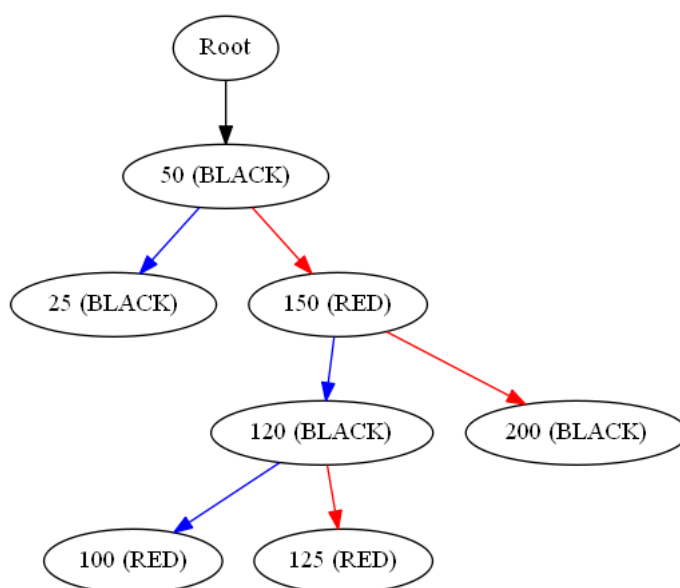 Root
50 (BLACK)
25 (BLACK)
150 (RED)
120 (BLACK)
200 (BLACK)
100 (RED)
125 (RED)